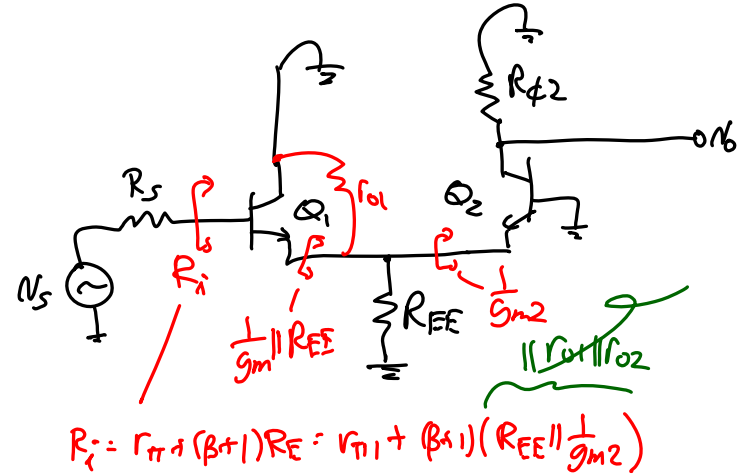 R¢2
vo
Rs
Q1
Q2
ro1
Ri
vs
1/gm || REE
REE
1/gm2
|| ro1 || ro2
Ri = rπ + (β+1) RE = rπ1 + (β+1) (REE || 1/gm2)